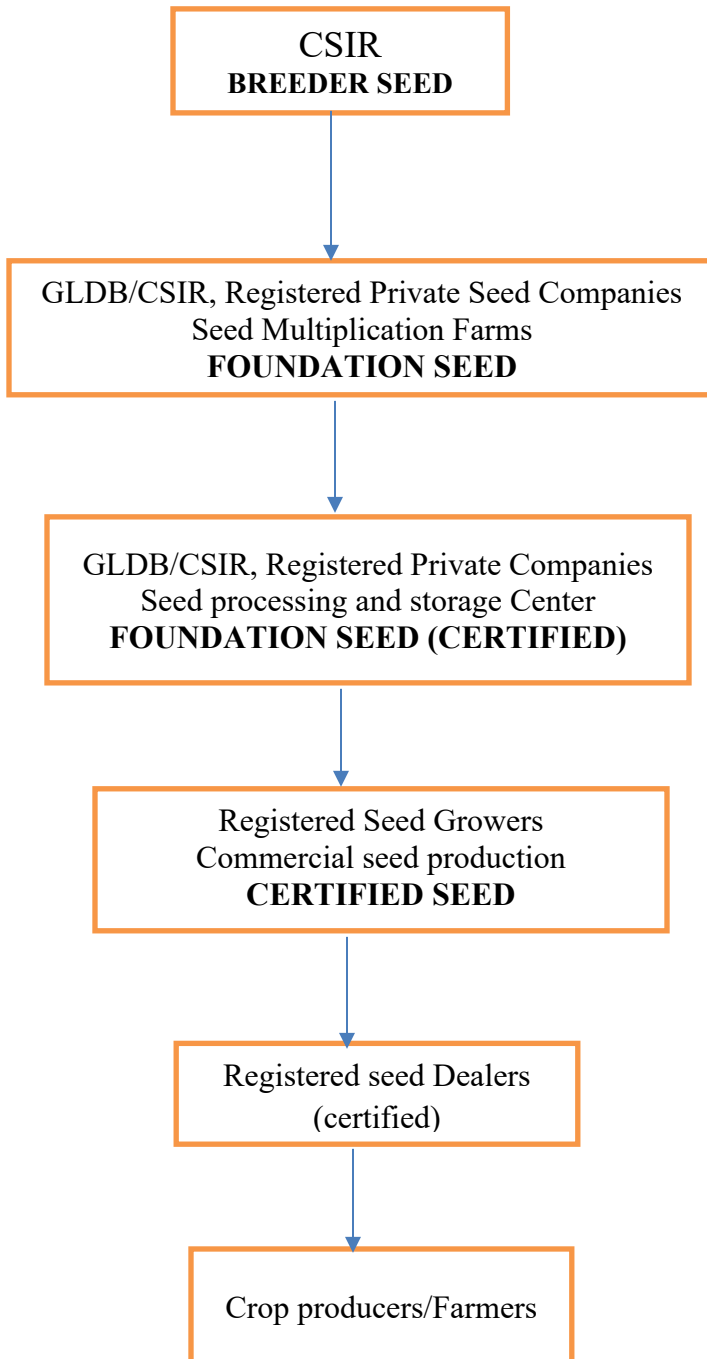 CSIR
BREEDER SEED
GLDB/CSIR, Registered Private Seed Companies
Seed Multiplication Farms
FOUNDATION SEED
GLDB/CSIR, Registered Private Companies
Seed processing and storage Center
FOUNDATION SEED (CERTIFIED)
Registered Seed Growers
Commercial seed production
CERTIFIED SEED
Registered seed Dealers
(certified)
Crop producers/Farmers